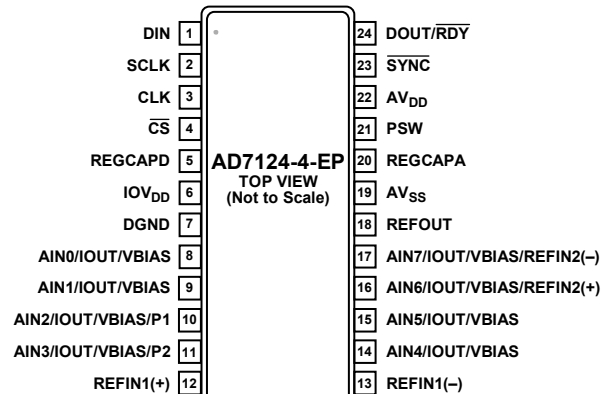 DIN 1
SCLK 2
CLK 3
CS 4
REGCAPD 5
IOVDD 6
DGND 7
AIN0/IOUT/VBIAS 8
AIN1/IOUT/VBIAS 9
AIN2/IOUT/VBIAS/P1 10
AIN3/IOUT/VBIAS/P2 11
REFIN1(+) 12
AD7124-4-EP
TOP VIEW
(Not to Scale)
24 DOUT/RDY
23 SYNC
22 AVDD
21 PSW
20 REGCAPA
19 AVSS
18 REFOUT
17 AIN7/IOUT/VBIAS/REFIN2(–)
16 AIN6/IOUT/VBIAS/REFIN2(+)
15 AIN5/IOUT/VBIAS
14 AIN4/IOUT/VBIAS
13 REFIN1(–)